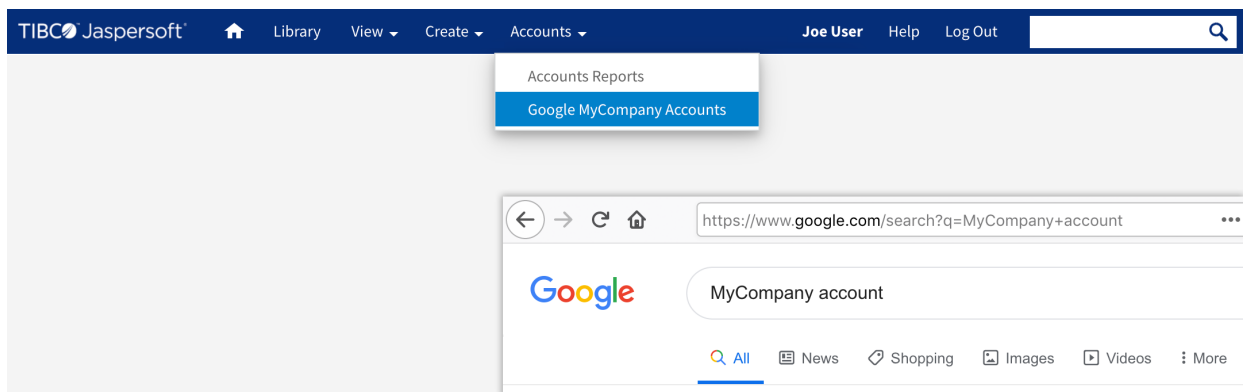 TIBCO Jaspersoft® Library View Create Accounts Joe User Help Log Out
Accounts Reports
Google MyCompany Accounts
https://www.google.com/search?q=MyCompany+account
Google MyCompany account
All News Shopping Images Videos More